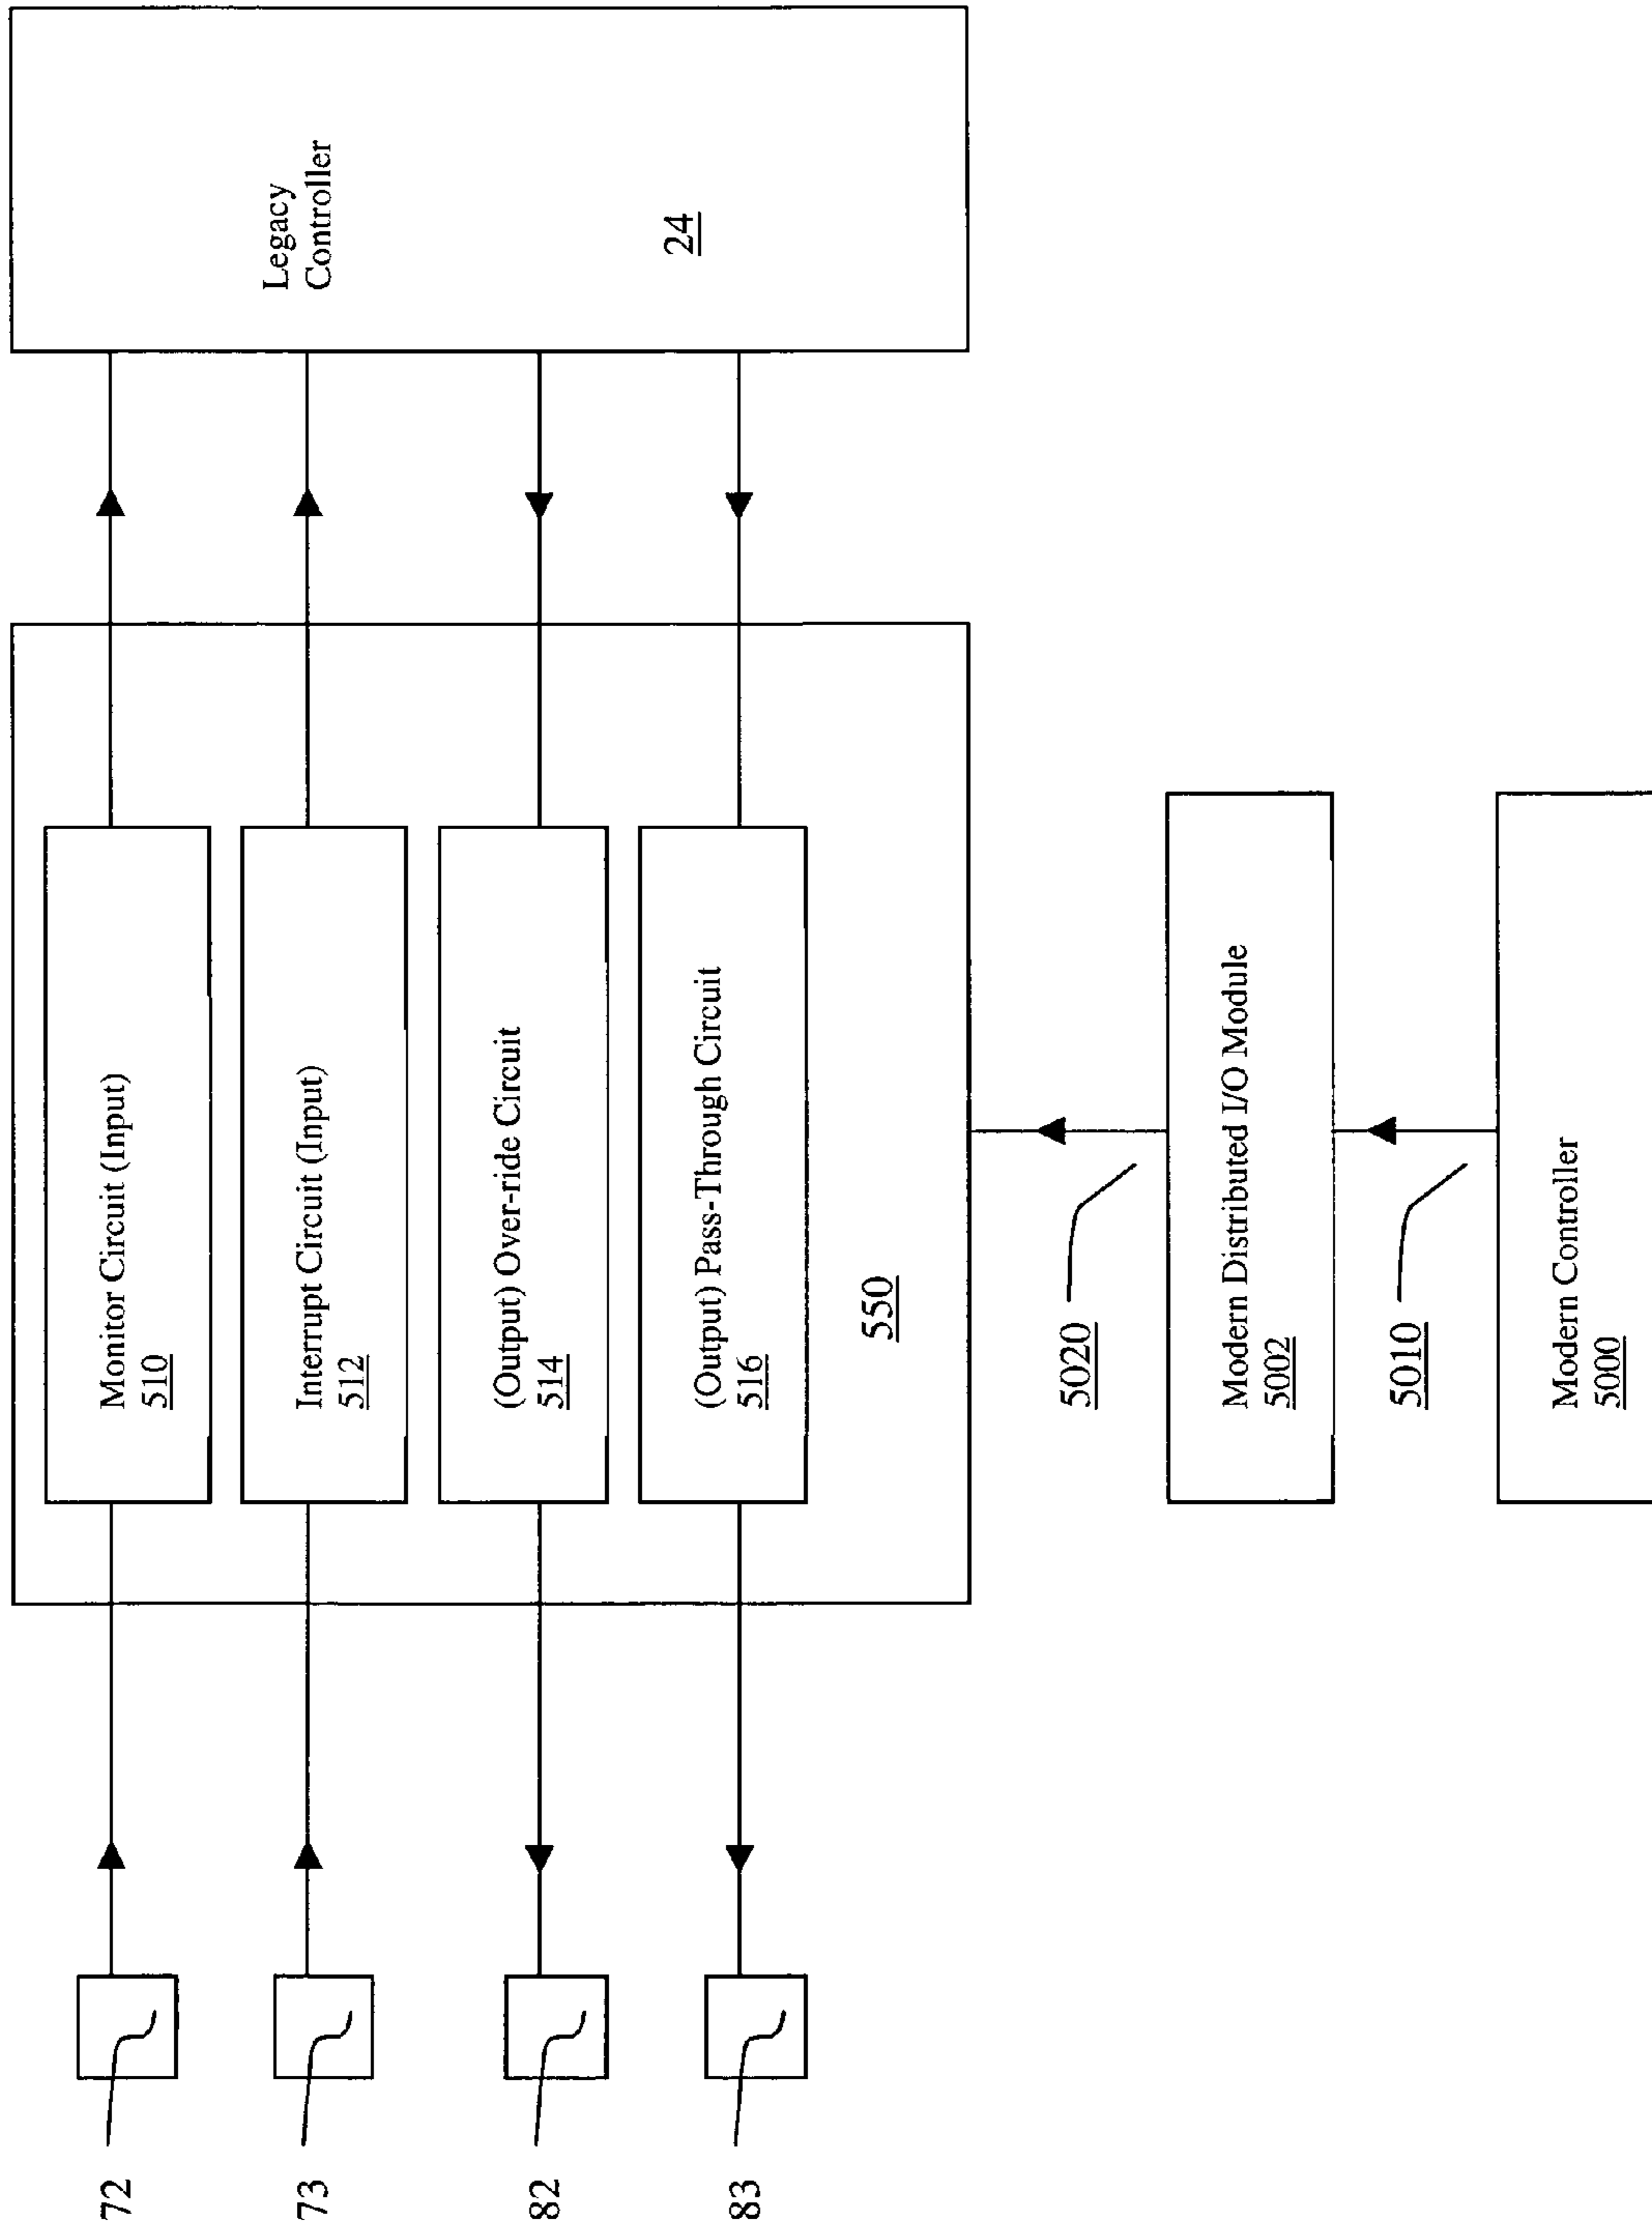 72
73
82
83
Monitor Circuit (Input)
510
Interrupt Circuit (Input)
512
(Output) Over-ride Circuit
514
(Output) Pass-Through Circuit
516
550
Legacy
Controller
24
5020
Modern Distributed I/O Module
5002
5010
Modern Controller
5000